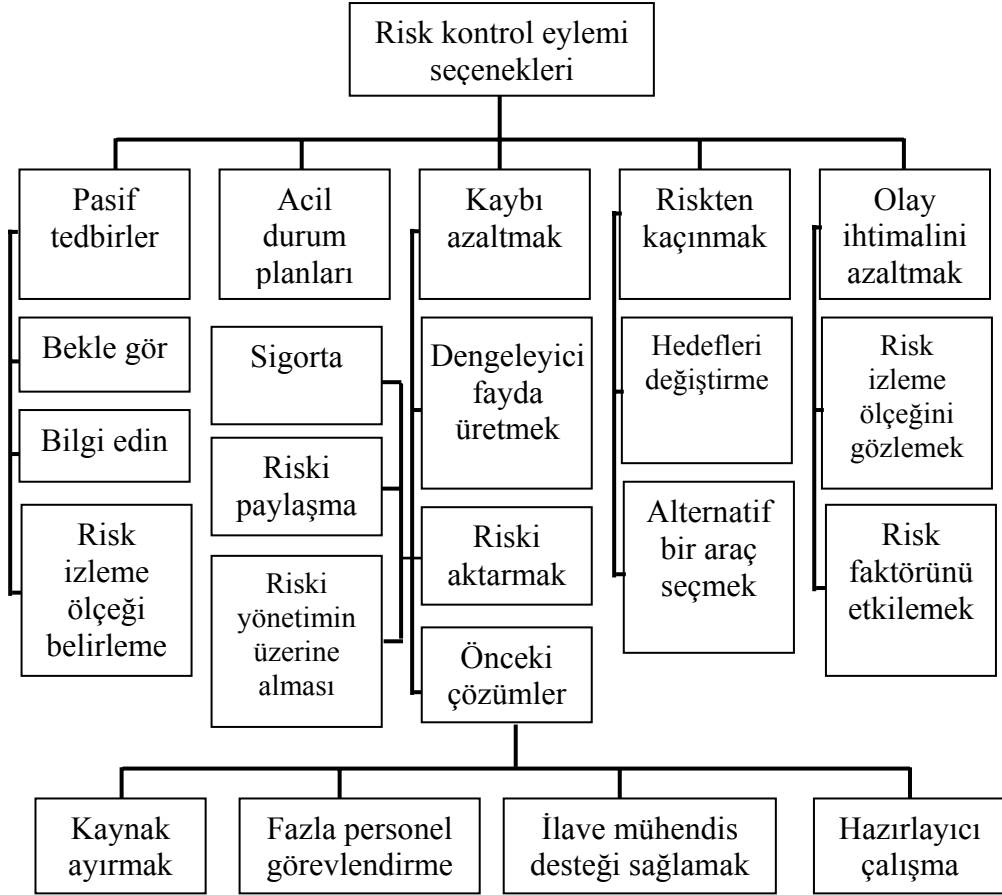 Risk kontrol eylemi
seçenekleri
Pasif
tedbirler
Acil
durum
planları
Kaybı
azaltmak
Riskten
kaçınmak
Olay
ihtimalini
azaltmak
Bekle gör
Bilgi edin
Risk
izleme
ölçeği
belirleme
Sigorta
Riski
paylaşma
Riski
yönetimin
üzerine
alması
Dengeleyici
fayda
üretmek
Riski
aktarmak
Önceki
çözümler
Hedefleri
değiştirme
Alternatif
bir araç
seçmek
Risk
izleme
ölçeğini
gözlemek
Risk
faktörünü
etkilemek
Kaynak
ayırmak
Fazla personel
görevlendirme
İlave mühendis
desteği sağlamak
Hazırlayıcı
çalışma